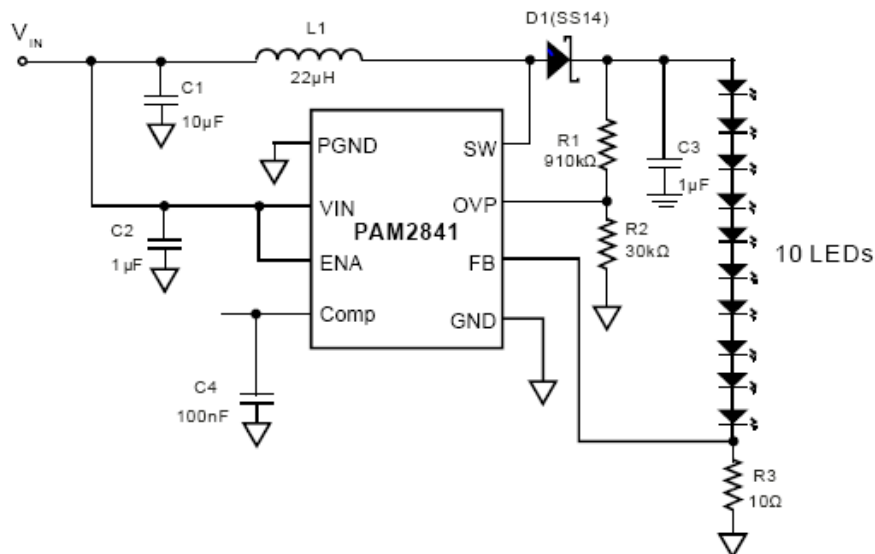 V IN
L1
22µH
D1(SS14)
C1
10µF
PGND
SW
R1
910kΩ
C3
1µF
VIN
OVP
PAM2841
C2
1µF
R2
30kΩ
ENA
FB
10 LEDs
Comp
GND
C4
100nF
R3
10Ω